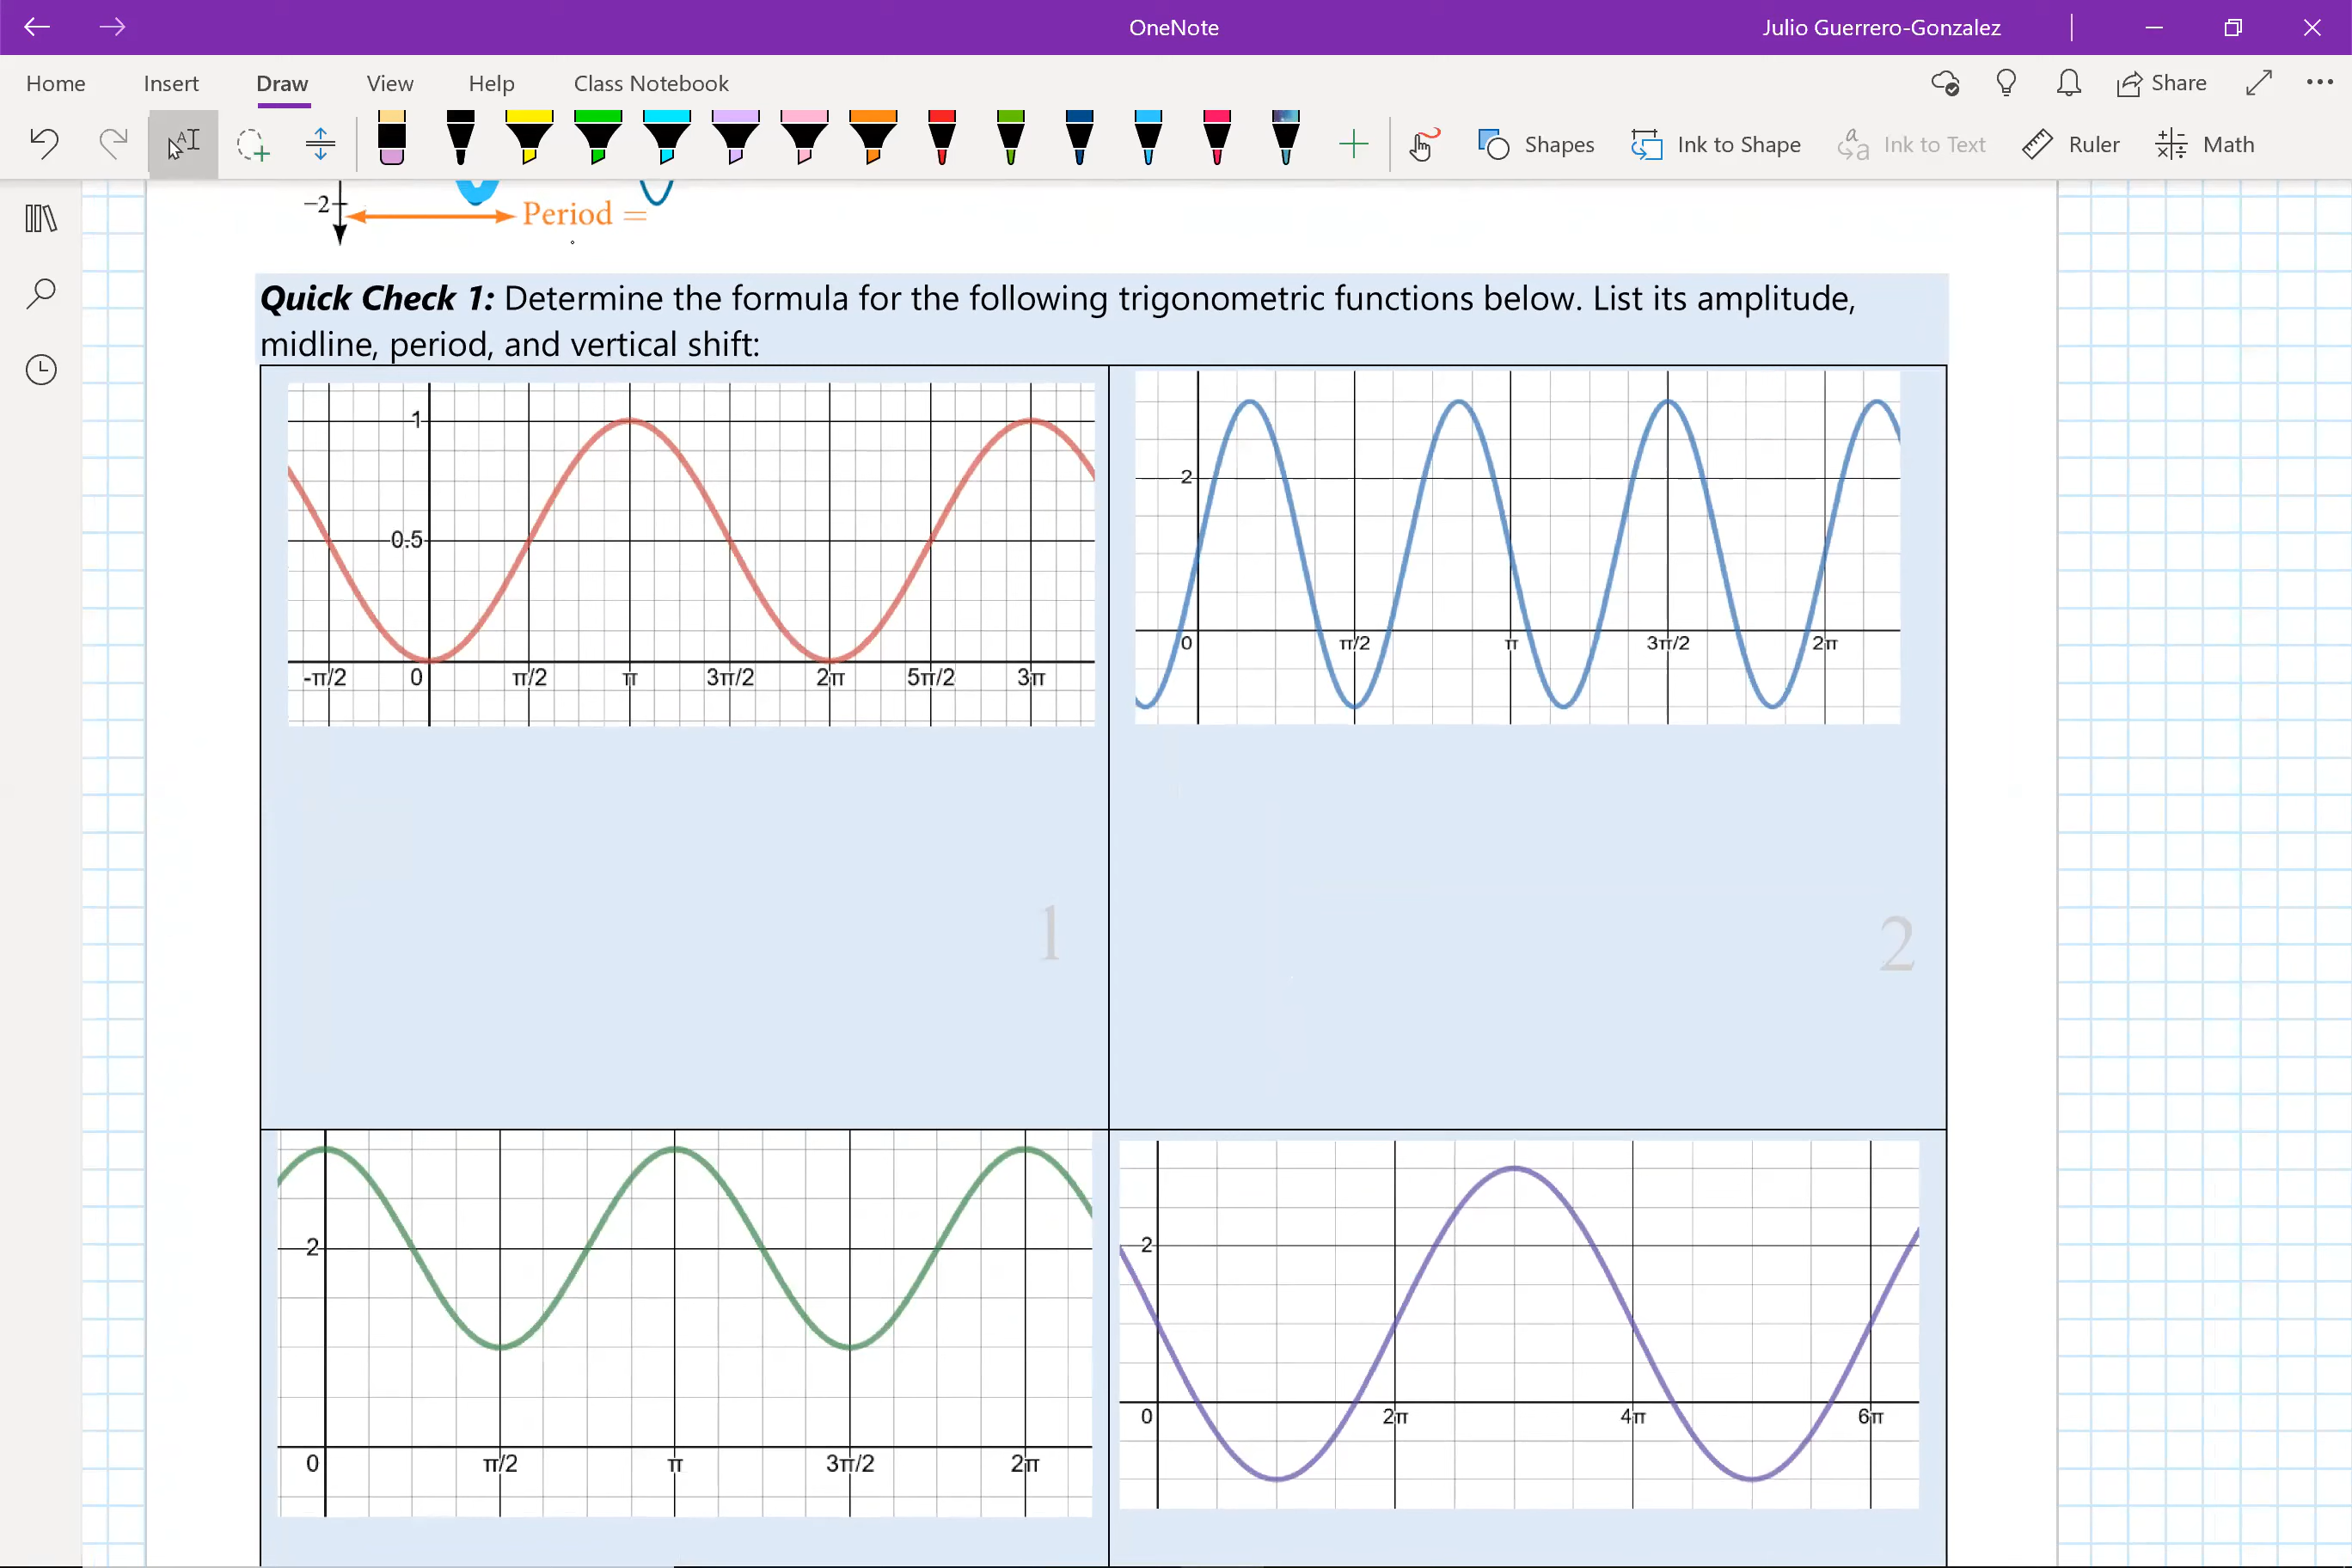 OneNote
Julio Guerrero-Gonzalez
Home Insert Draw View Help Class Notebook
Share
Shapes Ink to Shape Ink to Text Ruler Math
−2
Period =
Quick Check 1: Determine the formula for the following trigonometric functions below. List its amplitude,
midline, period, and vertical shift:
1
0.5
-π/2 0 π/2 π 3π/2 2π 5π/2 3π
1
2
0 π/2 π 3π/2 2π
2
2
0 π/2 π 3π/2 2π
2
0 2π 4π 6π